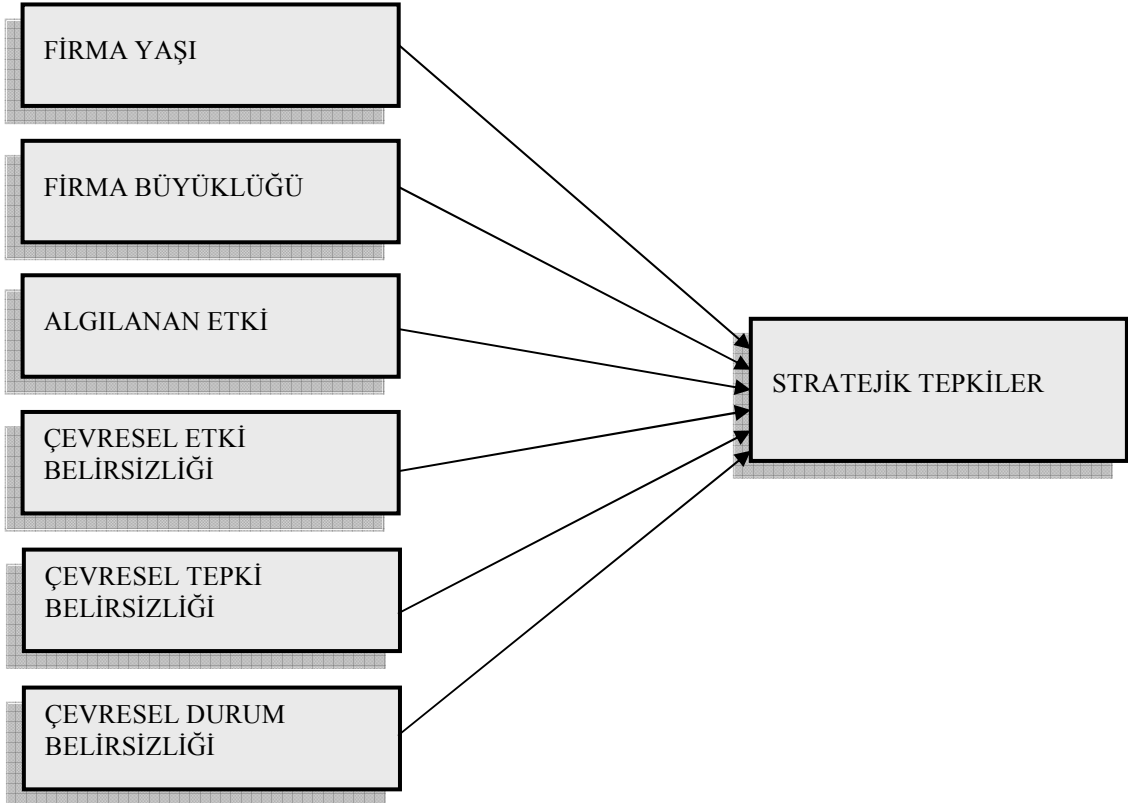 FİRMA YAŞI
FİRMA BÜYÜKLÜĞÜ
ALGILANAN ETKİ
ÇEVRESEL ETKİ
BELİRSİZLİĞİ
ÇEVRESEL TEPKİ
BELİRSİZLİĞİ
ÇEVRESEL DURUM
BELİRSİZLİĞİ
STRATEJİK TEPKİLER